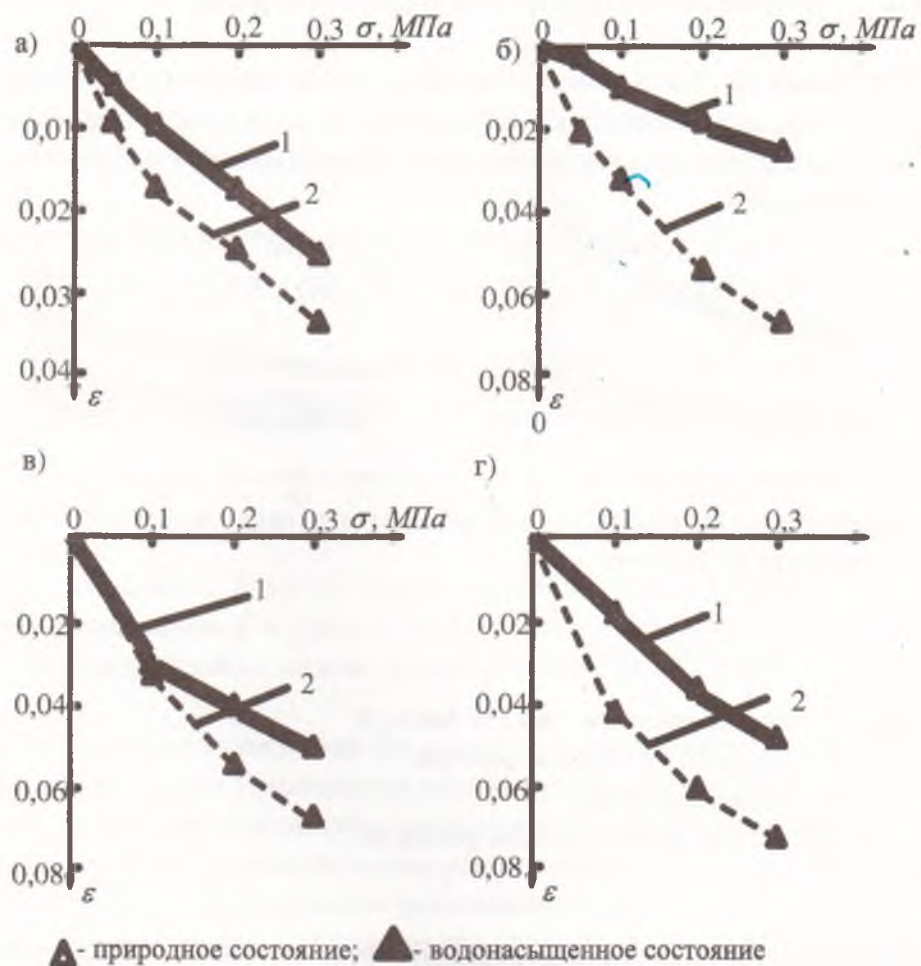 а)
0 0,1 0,2 0,3 σ, МПа
0,01
0,02
0,03
0,04
ε
1
2
б)
0 0,1 0,2 0,3 σ, МПа
0,02
0,04
0,06
0,08
ε
0
1
2
в)
0 0,1 0,2 0,3 σ, МПа
0,02
0,04
0,06
0,08
ε
1
2
г)
0 0,1 0,2 0,3
0,02
0,04
0,06
0,08
ε
1
2
- природное состояние; - водонасыщенное состояние